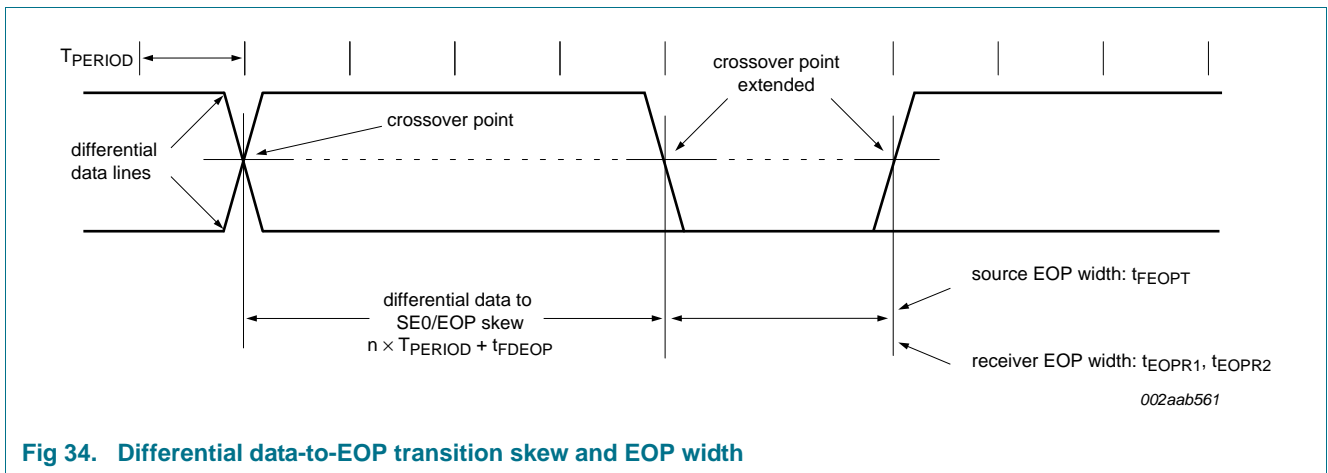 TPERIOD
crossover point
extended
crossover point
differential
data lines
source EOP width: tFEOPT
differential data to
SE0/EOP skew
n × TPERIOD + tFDEOP
receiver EOP width: tEOPR1, tEOPR2
002aab561
Fig 34. Differential data-to-EOP transition skew and EOP width